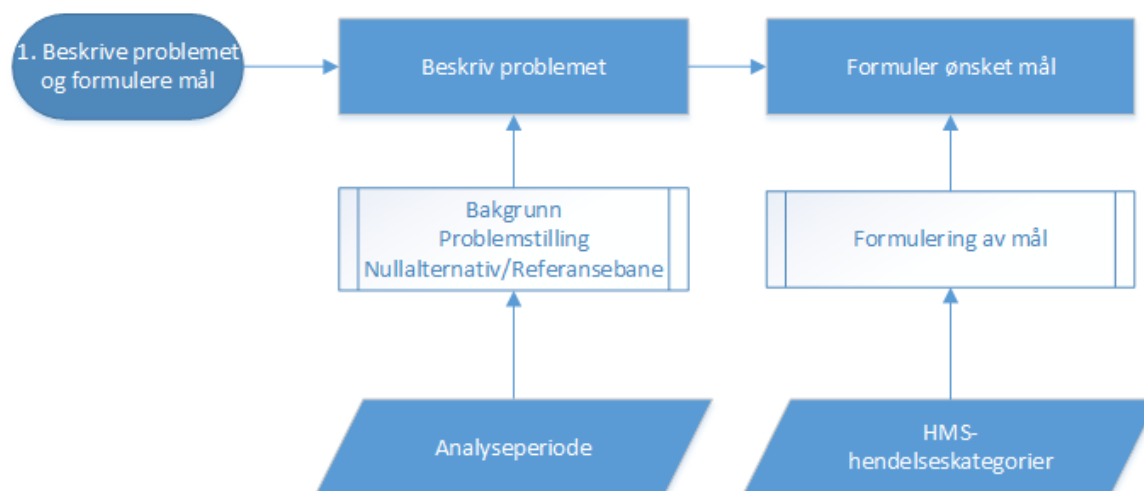 1. Beskrive problemet
og formulere mål
Beskriv problemet
Formuler ønsket mål
Bakgrunn
Problemstilling
Nullalternativ/Referansebane
Formulering av mål
Analyseperiode
HMS-
hendelseskategorier